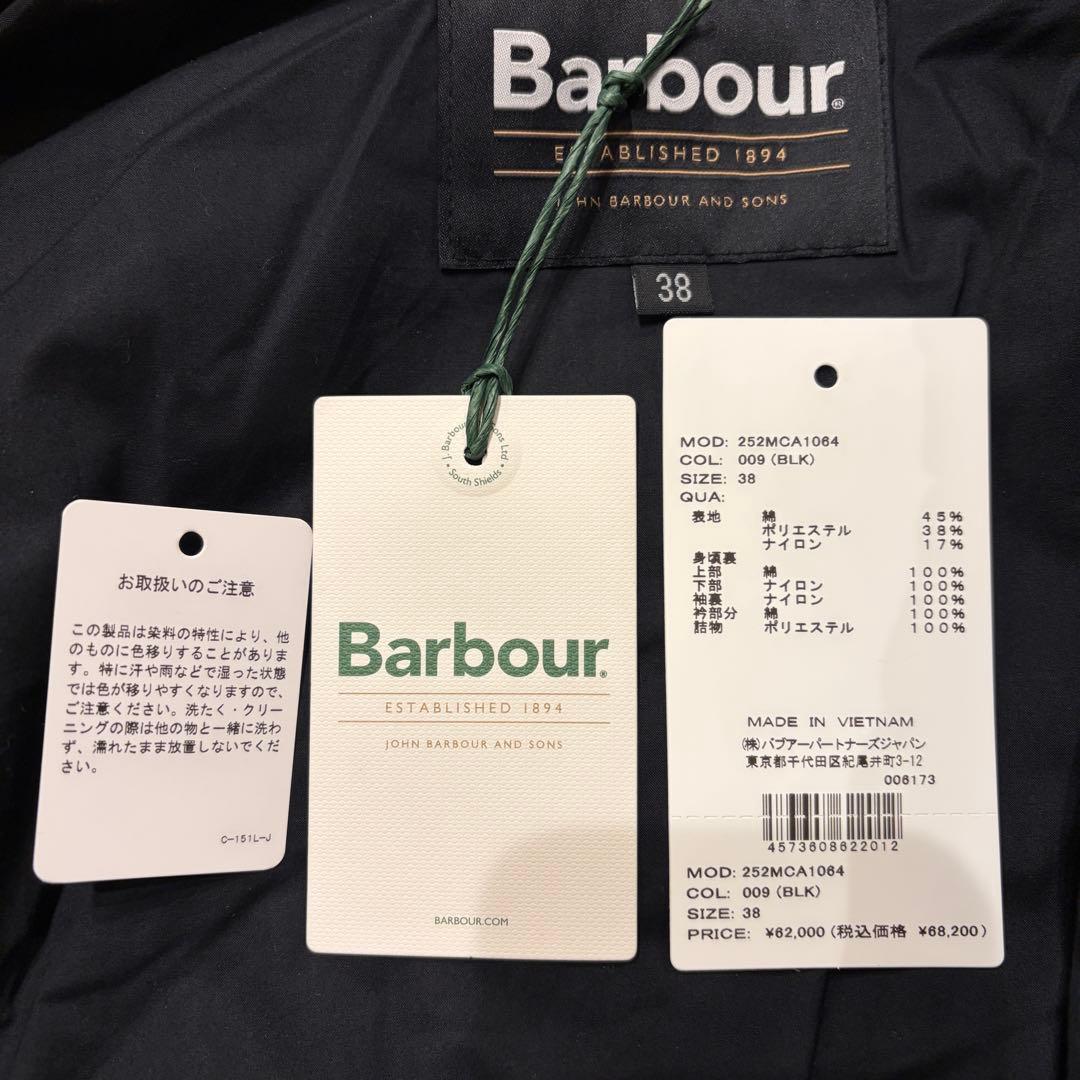 Barbour®
ESTABLISHED 1894
JOHN BARBOUR AND SONS
38
お取扱いのご注意
この製品は染料の特性により、他
のものに色移りすることがありま
す。特に汗や雨などで湿った状態
では色が移りやすくなりますので、
ご注意ください。洗たく・クリー
ニングの際は他の物と一緒に洗わ
ず、濡れたまま放置しないでくだ
さい。
C-151L-J
J. Barbour & Sons Ltd
• South Shields •
Barbour®
ESTABLISHED 1894
JOHN BARBOUR AND SONS
BARBOUR.COM
MOD: 252MCA1064
COL: 009 (BLK)
SIZE: 38
QUA:
表地 綿 45%
ポリエステル 38%
ナイロン 17%
身頃裏
上部 綿 100%
下部 ナイロン 100%
袖裏 ナイロン 100%
衿部分 綿 100%
詰物 ポリエステル 100%
MADE IN VIETNAM
(株)バブアーパートナーズジャパン
東京都千代田区紀尾井町3-12
006173
4573608622012
MOD: 252MCA1064
COL: 009 (BLK)
SIZE: 38
PRICE: ¥62,000 (税込価格 ¥68,200)